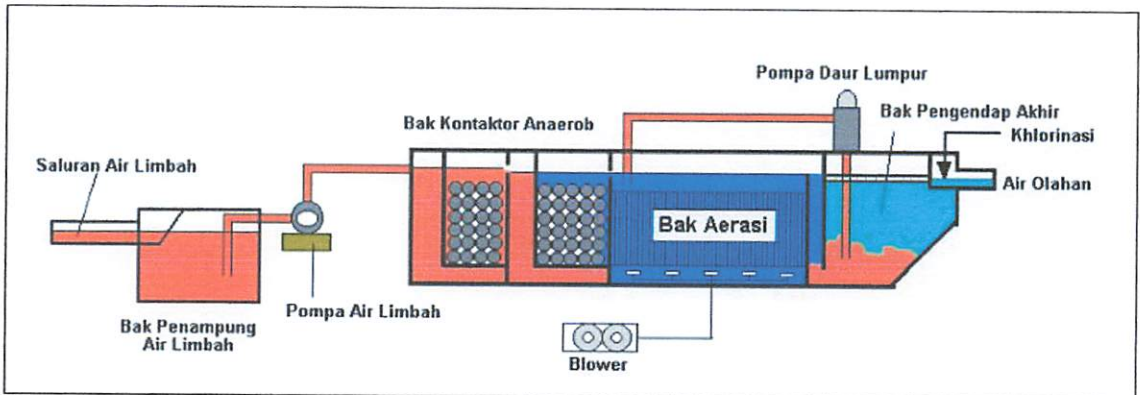 Pompa Daur Lumpur
Bak Pengendap Akhir
Bak Kontaktor Anaerob
Khlorinasi
Saluran Air Limbah
Air Olahan
Bak Aerasi
Pompa Air Limbah
Bak Penampung
Air Limbah
Blower